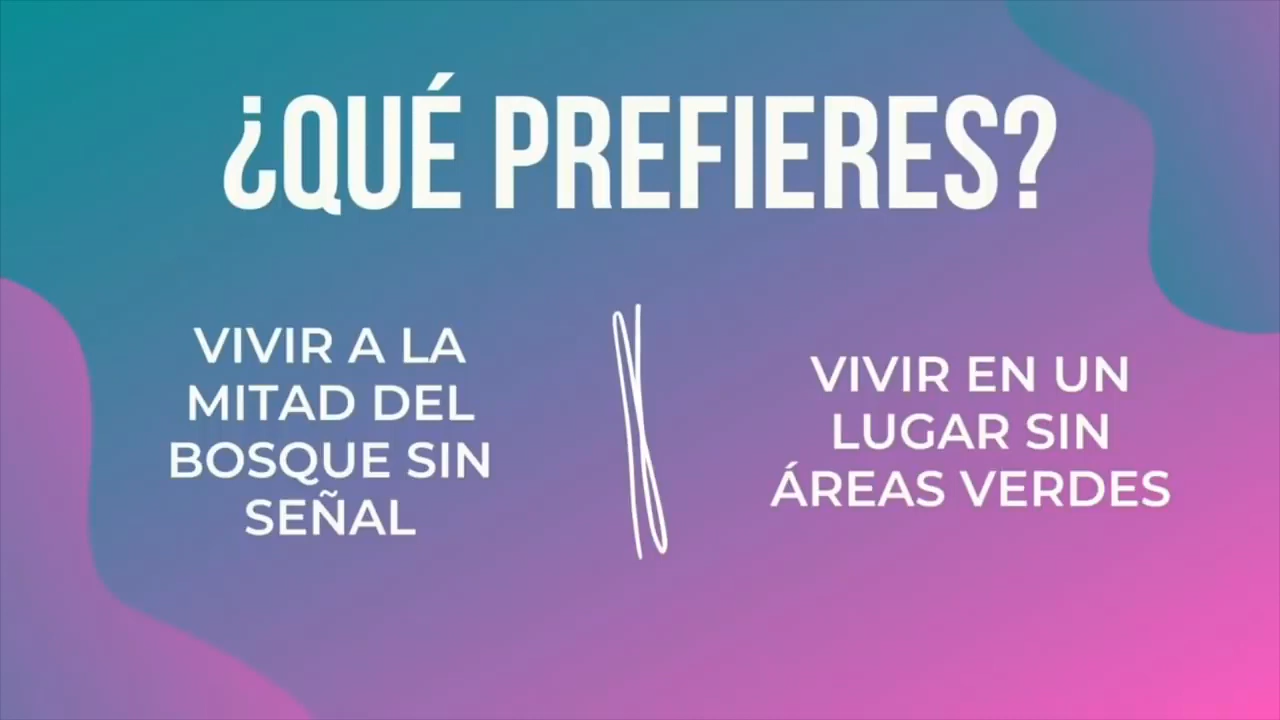 ¿QUÉ PREFIERES?
VIVIR A LA
MITAD DEL
BOSQUE SIN
SEÑAL
VIVIR EN UN
LUGAR SIN
ÁREAS VERDES